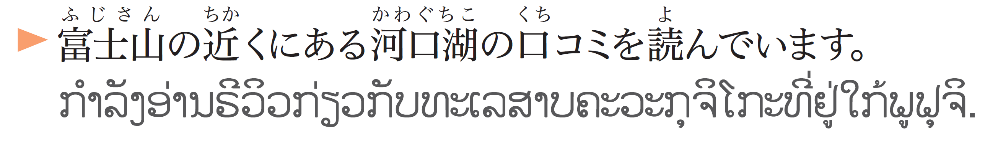 ふじさん ちか かわぐちこ くち よ
富士山の近くにある河口湖の口コミを読んでいます。
ກຳລັງອ່ານຣີວິວກ່ຽວກັບທະເລສາບຄະວະກຸຈິໂກະທີ່ຢູ່ໃກ້ພູຟຸຈິ.